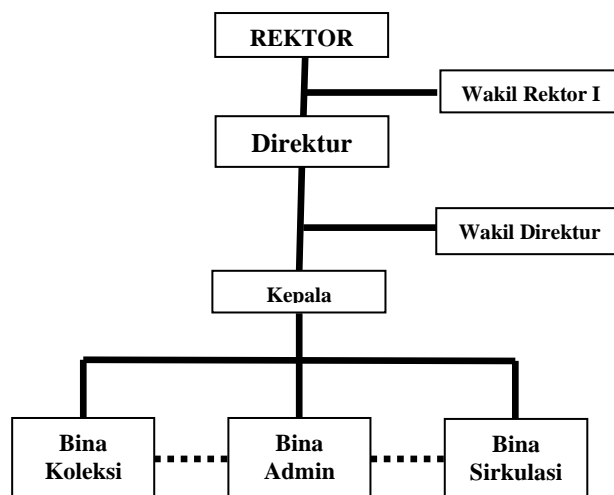 REKTOR
Wakil Rektor I
Direktur
Wakil Direktur
Kepala
Bina
Koleksi
Bina
Admin
Bina
Sirkulasi